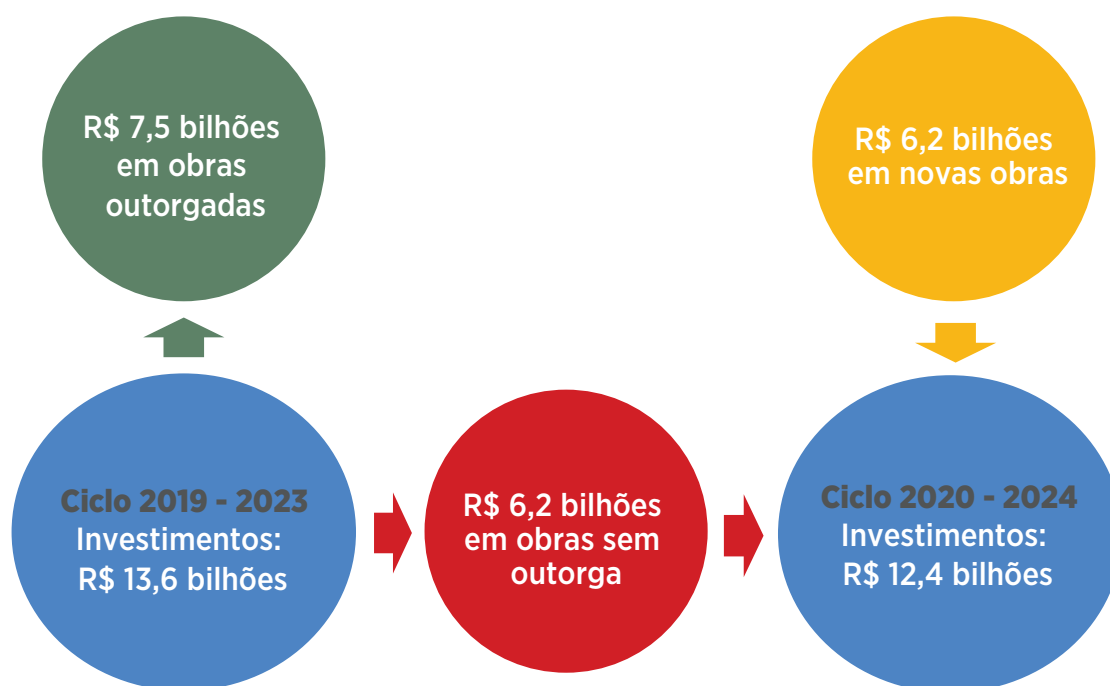 R$ 7,5 bilhões
em obras
outorgadas
R$ 6,2 bilhões
em novas obras
Ciclo 2019 - 2023
Investimentos:
R$ 13,6 bilhões
R$ 6,2 bilhões
em obras sem
outorga
Ciclo 2020 - 2024
Investimentos:
R$ 12,4 bilhões